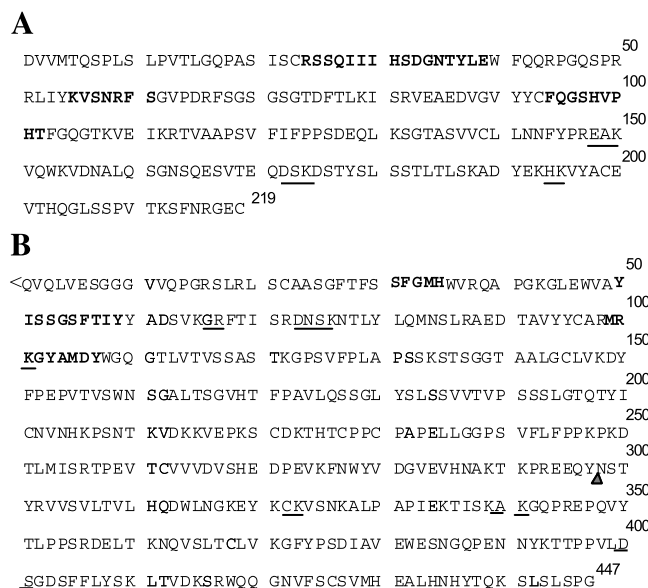 A
50
DVVMTQSPLS LPVTLGQPAS ISCRSSQIII HSDGNTYLEW FQQRPGQSPR
100
RLIYKVSNRF SGVPDRFSGS GSGTDFTLKI SRVEAEDVGV YYCFQGSHVP
150
HTFGQGTKVE IKRTVAAPSV FIFPPSDEQL KSGTASVVCL LNNFYPREAK
200
VQWKVDNALQ SGNSQESVTE QDSKDSTYSL SSTLTLSKAD YEKHKVYACE
VTHQGLSSPV TKSFNRGEC 219
B
50
<QVQLVESGGG VVQPGRSLRL SCAASGFTFS SFGMHWVRQA PGKGLEWVAY
100
ISSGSFTIYY ADSVKGRFTI SRDNSKNTLY LQMNSLRAED TAVYYCARMR
150
KGYAMDYWGQ GTLVTVSSAS TKGPSVFPLA PSSKSTSGGT AALGCLVKDY
200
FPEPVTVSWN SGALTSGVHT FPAVLQSSGL YSLSSVVTVP SSSLGTQTYI
250
CNVNHKPSNT KVDKKVEPKS CDKTHTCPPC PAPELLGGPS VFLFPPKPKD
300
TLMISRTPEV TCVVVDVSHE DPEVKFNWYV DGVEVHNAKT KPREEQYNST
350
YRVVSVLTVL HQDWLNGKEY KCKVSNKALP APIEKTISKA KGQPREPQVY
400
TLPPSRDELT KNQVSLTCLV KGFYPSDIAV EWESNGQPEN NYKTTPPVLD
SGDSFFLYSK LTVDKSRWQQ GNVFSCSVMH EALHNHYTQK SLSLSPG 447